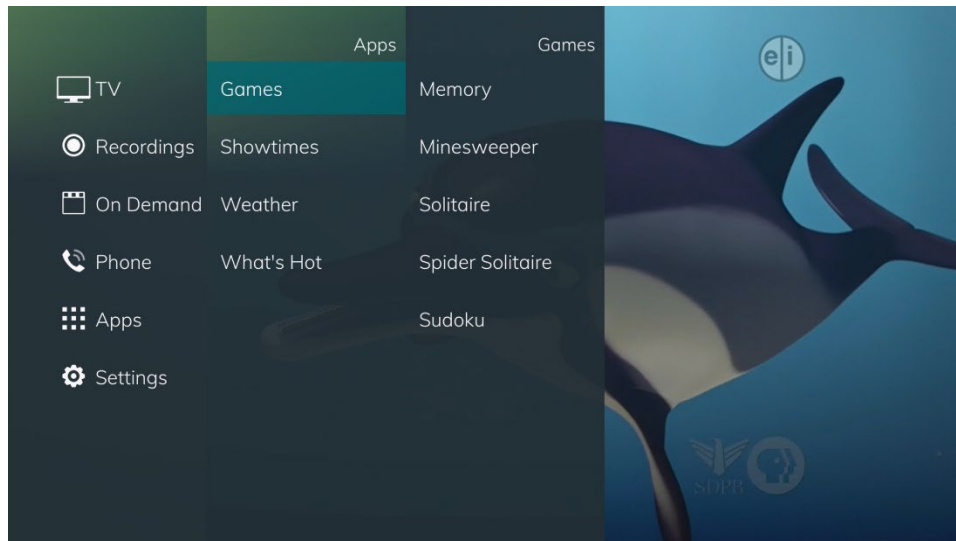 Apps
Games
TV
Recordings
On Demand
Phone
Apps
Settings
Games
Showtimes
Weather
What's Hot
Memory
Minesweeper
Solitaire
Spider Solitaire
Sudoku
e|i
SDPB